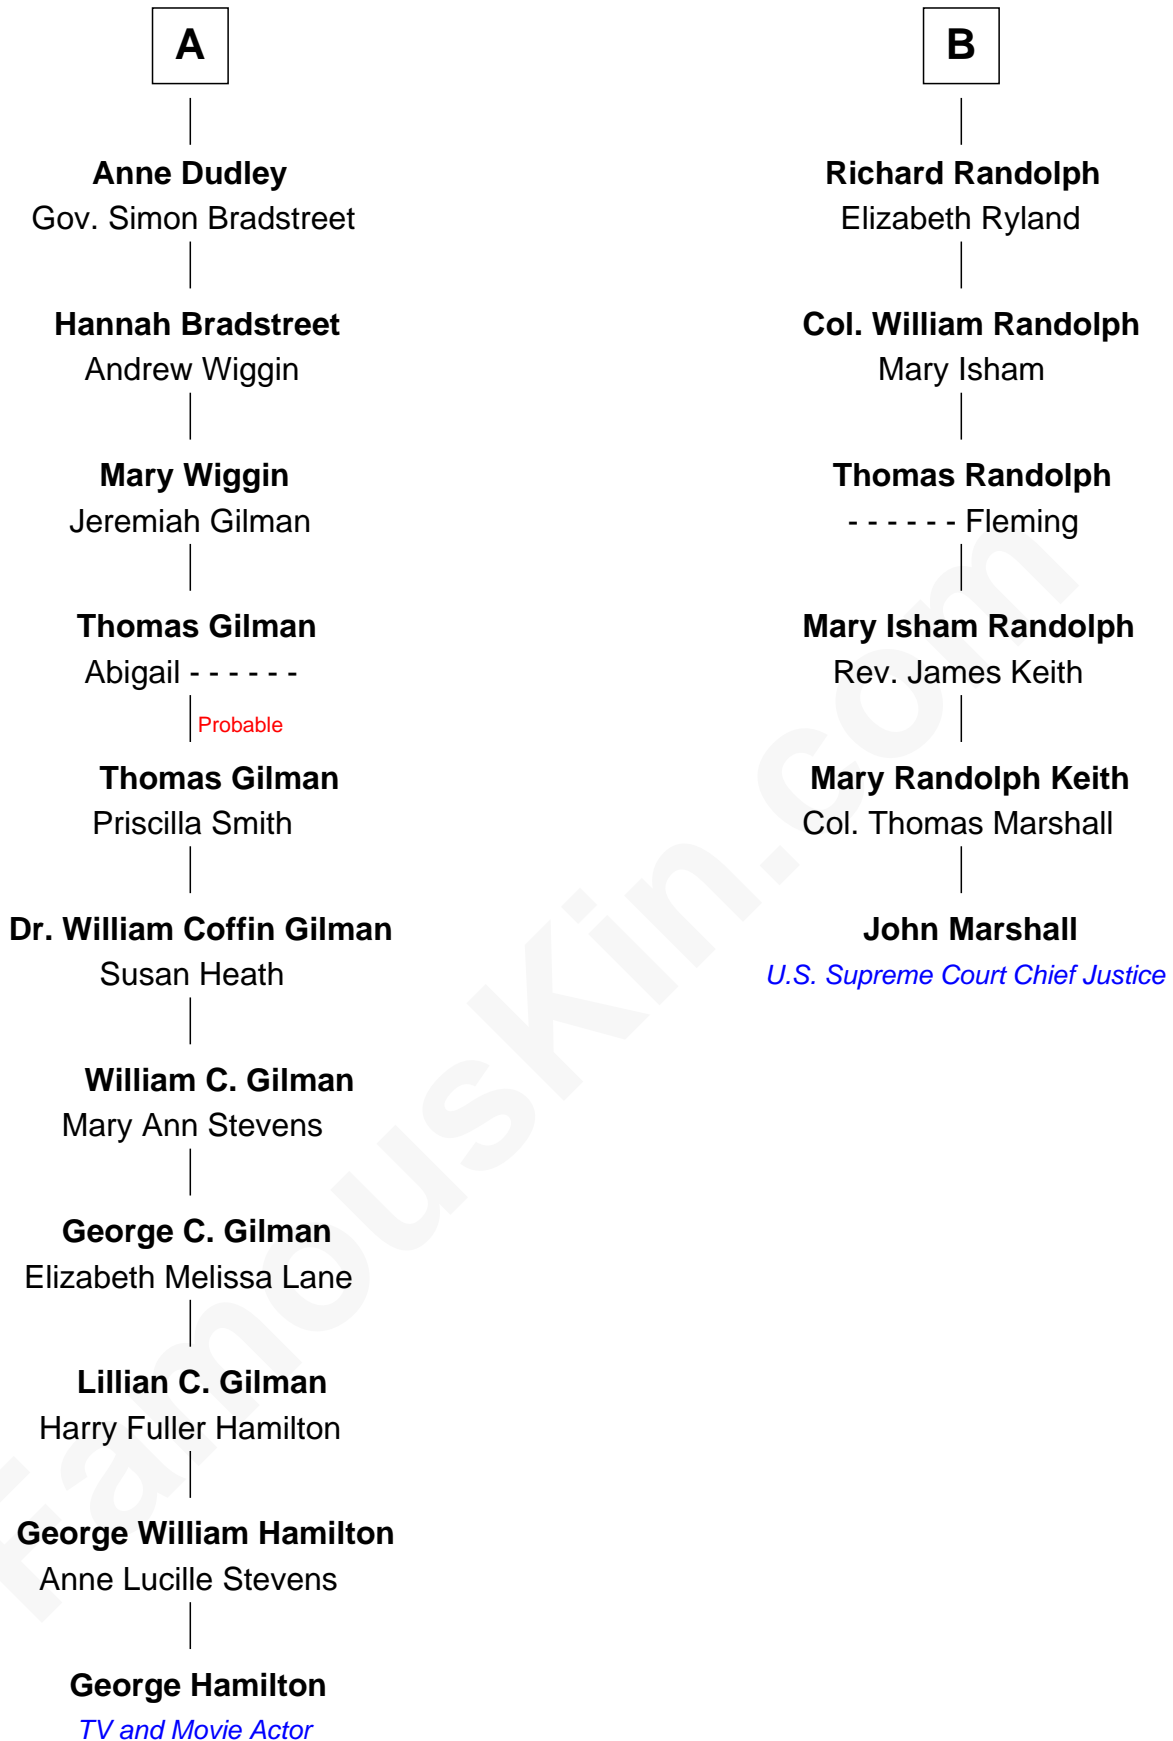 A
Anne Dudley
Gov. Simon Bradstreet
Hannah Bradstreet
Andrew Wiggin
Mary Wiggin
Jeremiah Gilman
Thomas Gilman
Abigail - - - - - -
Probable
Thomas Gilman
Priscilla Smith
Dr. William Coffin Gilman
Susan Heath
William C. Gilman
Mary Ann Stevens
George C. Gilman
Elizabeth Melissa Lane
Lillian C. Gilman
Harry Fuller Hamilton
George William Hamilton
Anne Lucille Stevens
George Hamilton
TV and Movie Actor
B
Richard Randolph
Elizabeth Ryland
Col. William Randolph
Mary Isham
Thomas Randolph
- - - - - - Fleming
Mary Isham Randolph
Rev. James Keith
Mary Randolph Keith
Col. Thomas Marshall
John Marshall
U.S. Supreme Court Chief Justice
FamousKin.com